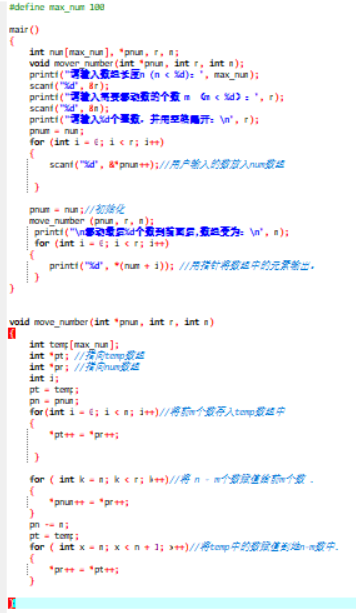 #define max_num 100
main()
{
int num[max_num], *pnum, r, n;
void mover_number(int *pnum, int r, int n);
printf("请输入数组长度n (n < %d): ", max_num);
scanf("%d", &r);
printf("请输入需要移动数的个数 m (m < %d) : ", r);
scanf("%d", &n);
printf("请输入%d个整数, 并用空格隔开: \n", r);
pnum = num;
for (int i = 0; i < r; i++)
{
scanf("%d", &*pnum++);//用户输入的数放入num数组
}
pnum = num;//初始化
move_number (pnum, r, n);
printf("\n移动最后%d个数到前面后,数组变为: \n", n);
for (int i = 0; i < r; i++)
{
printf("%d", *(num + i)); //用指针将数组中的元素输出。
}
}
void move_number(int *pnum, int r, int n)
{
int temp[max_num];
int *pt; //指向temp数组
int *pr; //指向num数组
int i;
pt = temp;
pn = pnum;
for(int i = 0; i < n; i++)//将前m个数存入temp数组中
{
*pt++ = *pr++;
}
for ( int k = n; k < r; k++)//将 n - m个数赋值给前m个数 .
{
*pnum++ = *pr++;
}
pn -= n;
pt = temp;
for ( int x = n; x < n + 1; x++)//将temp中的数赋值到后n-m数中.
{
*pr++ = *pt++;
}
}